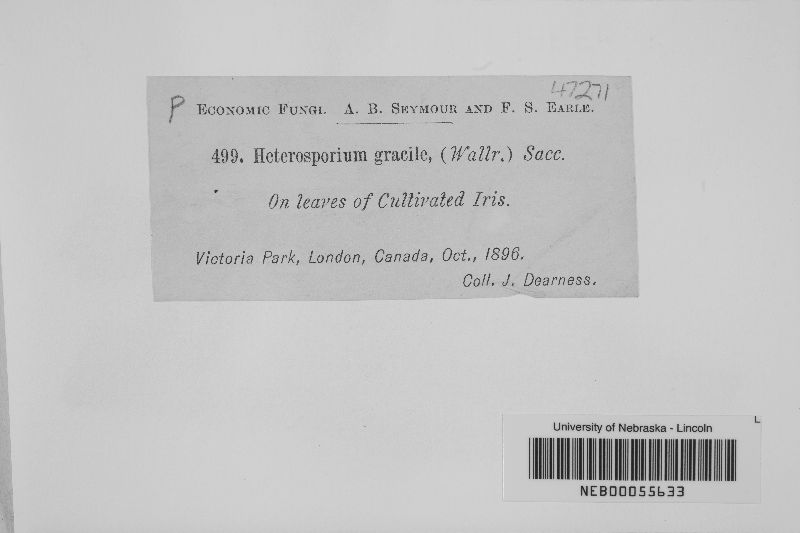 47271
P Economic Fungi. A. B. Seymour and F. S. Earle.
499. Heterosporium gracile, (Wallr.) Sacc.
On leaves of Cultivated Iris.
Victoria Park, London, Canada, Oct., 1896.
Coll. J. Dearness.
L
University of Nebraska - Lincoln
NEB00055633